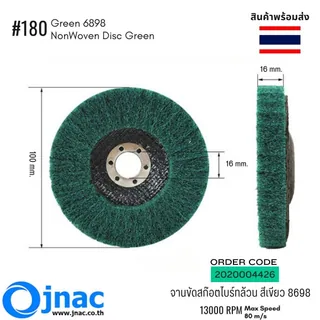 #180
Green 6898
NonWoven Disc Green
สินค้าพร้อมส่ง
16 mm.
100 mm.
16 mm.
ORDER CODE
2020004426
jnac
www.jnac.co.th
จานขัดสก๊อตไบร์ทล้วน สีเขียว 8698
13000 RPM Max Speed
80 m/s